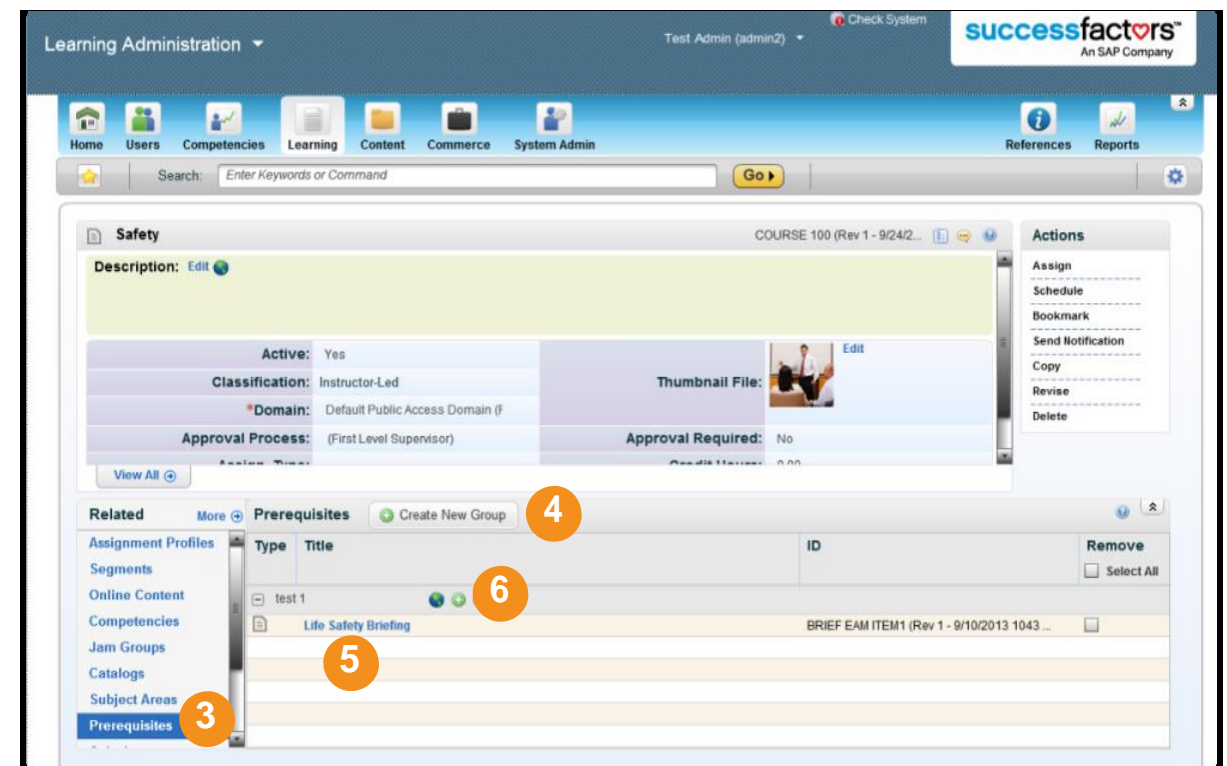 Check System
Learning Administration
Test Admin (admin2)
successfactors™
An SAP Company
Home Users Competencies Learning Content Commerce System Admin References Reports
Search: Enter Keywords or Command Go
Safety COURSE 100 (Rev 1 - 9/24/2... Actions
Description: Edit
Assign
Schedule
Bookmark
Send Notification
Copy
Revise
Delete
Active: Yes Thumbnail File: Edit
Classification: Instructor-Led
*Domain: Default Public Access Domain (F
Approval Process: (First Level Supervisor) Approval Required: No
View All
4
Related More Prerequisites Create New Group
Assignment Profiles Type Title ID Remove
Segments Select All
Online Content test 1 6
Competencies Life Safety Briefing BRIEF EAM ITEM1 (Rev 1 - 9/10/2013 1043 ...
Jam Groups 5
Catalogs
Subject Areas
Prerequisites 3